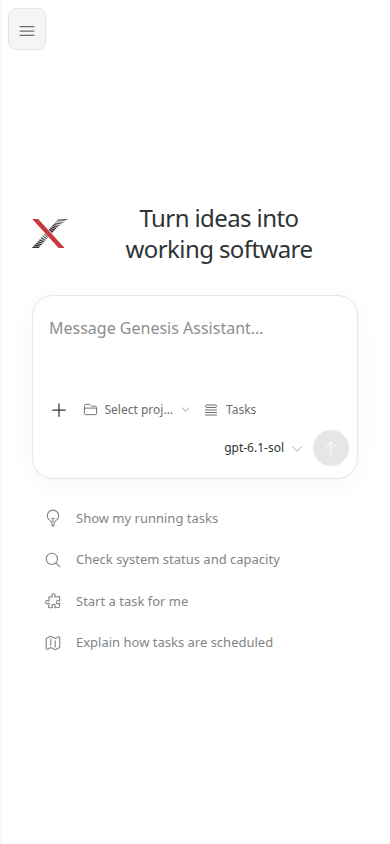 Turn ideas into
working software
Message Genesis Assistant...
Select proj...
Tasks
gpt-6.1-sol
Show my running tasks
Check system status and capacity
Start a task for me
Explain how tasks are scheduled